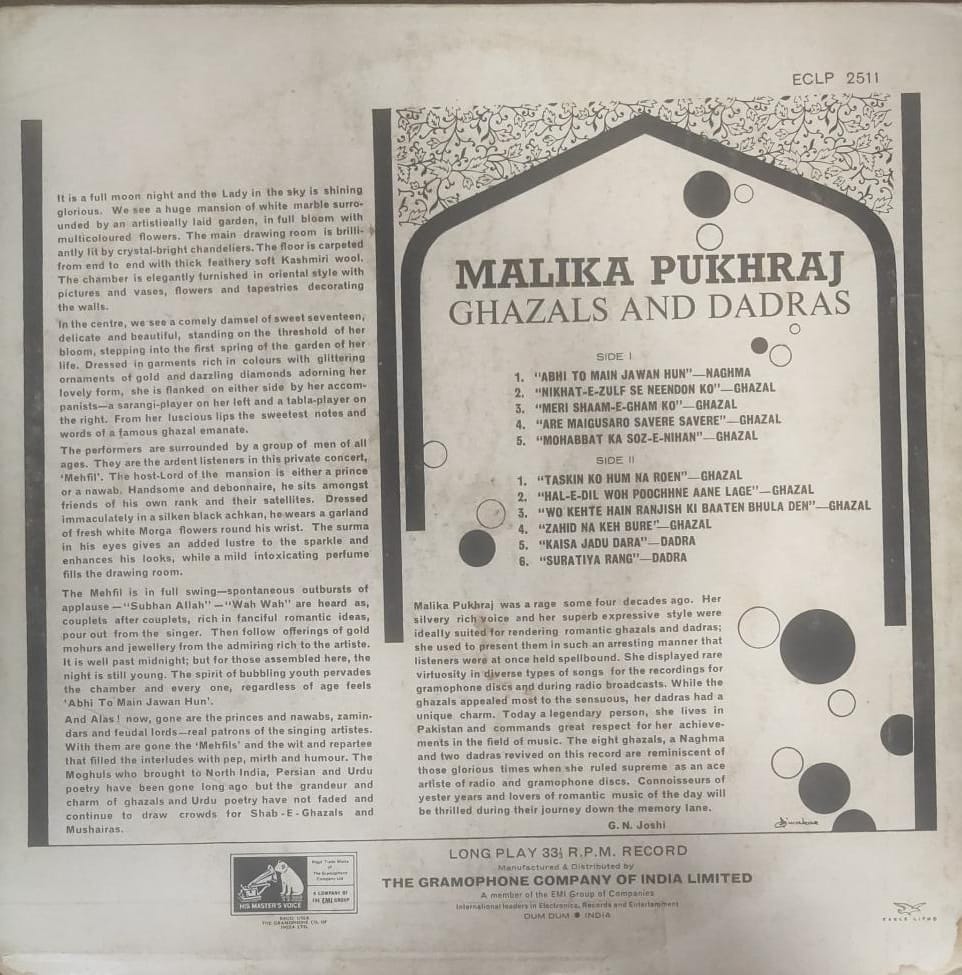 ECLP 2511
It is a full moon night and the Lady in the sky is shining
glorious. We see a huge mansion of white marble surro-
unded by an artistieally laid garden, in full bloom with
multicoloured flowers. The main drawing room is brilli-
antly lit by crystal-bright chandeliers. The floor is carpeted
from end to end with thick feathery soft Kashmiri wool.
The chamber is elegantly furnished in oriental style with
pictures and vases, flowers and tapestries decorating
the walls.
In the centre, we see a comely damsel of sweet seventeen,
delicate and beautiful, standing on the threshold of her
bloom, stepping into the first spring of the garden of her
life. Dressed in garments rich in colours with glittering
ornaments of gold and dazzling diamonds adorning her
lovely form, she is flanked on either side by her accom-
panists—a sarangi-player on her left and a tabla-player on
the right. From her luscious lips the sweetest notes and
words of a famous ghazal emanate.
The performers are surrounded by a group of men of all
ages. They are the ardent listeners in this private concert,
'Mehfil'. The host-Lord of the mansion is either a prince
or a nawab. Handsome and debonnaire, he sits amongst
friends of his own rank and their satellites. Dressed
immaculately in a silken black achkan, he wears a garland
of fresh white Morga flowers round his wrist. The surma
in his eyes gives an added lustre to the sparkle and
enhances his looks, while a mild intoxicating perfume
fills the drawing room.
The Mehfil is in full swing—spontaneous outbursts of
applause—"Subhan Allah"—"Wah Wah" are heard as,
couplets after couplets, rich in fanciful romantic ideas,
pour out from the singer. Then follow offerings of gold
mohurs and jewellery from the admiring rich to the artiste.
It is well past midnight; but for those assembled here, the
night is still young. The spirit of bubbling youth pervades
the chamber and every one, regardless of age feels
'Abhi To Main Jawan Hun'.
And Alas! now, gone are the princes and nawabs, zamin-
dars and feudal lords—real patrons of the singing artistes.
With them are gone the 'Mehfils' and the wit and repartee
that filled the interludes with pep, mirth and humour. The
Moghuls who brought to North India, Persian and Urdu
poetry have been gone long ago but the grandeur and
charm of ghazals and Urdu poetry have not faded and
continue to draw crowds for Shab-E-Ghazals and
Mushairas.
MALIKA PUKHRAJ
GHAZALS AND DADRAS
SIDE I
1. "ABHI TO MAIN JAWAN HUN"—NAGHMA
2. "NIKHAT-E-ZULF SE NEENDON KO"—GHAZAL
3. "MERI SHAAM-E-GHAM KO"—GHAZAL
4. "ARE MAIGUSARO SAVERE SAVERE"—GHAZAL
5. "MOHABBAT KA SOZ-E-NIHAN"—GHAZAL
SIDE II
1. "TASKIN KO HUM NA ROEN"—GHAZAL
2. "HAL-E-DIL WOH POOCHHNE AANE LAGE"—GHAZAL
3. "WO KEHTE HAIN RANJISH KI BAATEN BHULA DEN"—GHAZAL
4. "ZAHID NA KEH BURE"—GHAZAL
5. "KAISA JADU DARA"—DADRA
6. "SURATIYA RANG"—DADRA
Malika Pukhraj was a rage some four decades ago. Her
silvery rich voice and her superb expressive style were
ideally suited for rendering romantic ghazals and dadras;
she used to present them in such an arresting manner that
listeners were at once held spellbound. She displayed rare
virtuosity in diverse types of songs for the recordings for
gramophone discs and during radio broadcasts. While the
ghazals appealed most to the sensuous, her dadras had a
unique charm. Today a legendary person, she lives in
Pakistan and commands great respect for her achieve-
ments in the field of music. The eight ghazals, a Naghma
and two dadras revived on this record are reminiscent of
those glorious times when she ruled supreme as an ace
artiste of radio and gramophone discs. Connoisseurs of
yester years and lovers of romantic music of the day will
be thrilled during their journey down the memory lane.
G. N. Joshi
LONG PLAY 33⅓ R.P.M. RECORD
Manufactured & Distributed by
THE GRAMOPHONE COMPANY OF INDIA LIMITED
A member of the EMI Group of Companies
International leaders in Electronics, Records and Entertainment
DUM DUM ● INDIA
HIS MASTER'S VOICE
Regd Trade Marks
of
The Gramophone
Company Ltd
A COMPANY OF
THE EMI GROUP
REGD USER
THE GRAMOPHONE CO. OF
INDIA LTD.
EAGLE LITHO